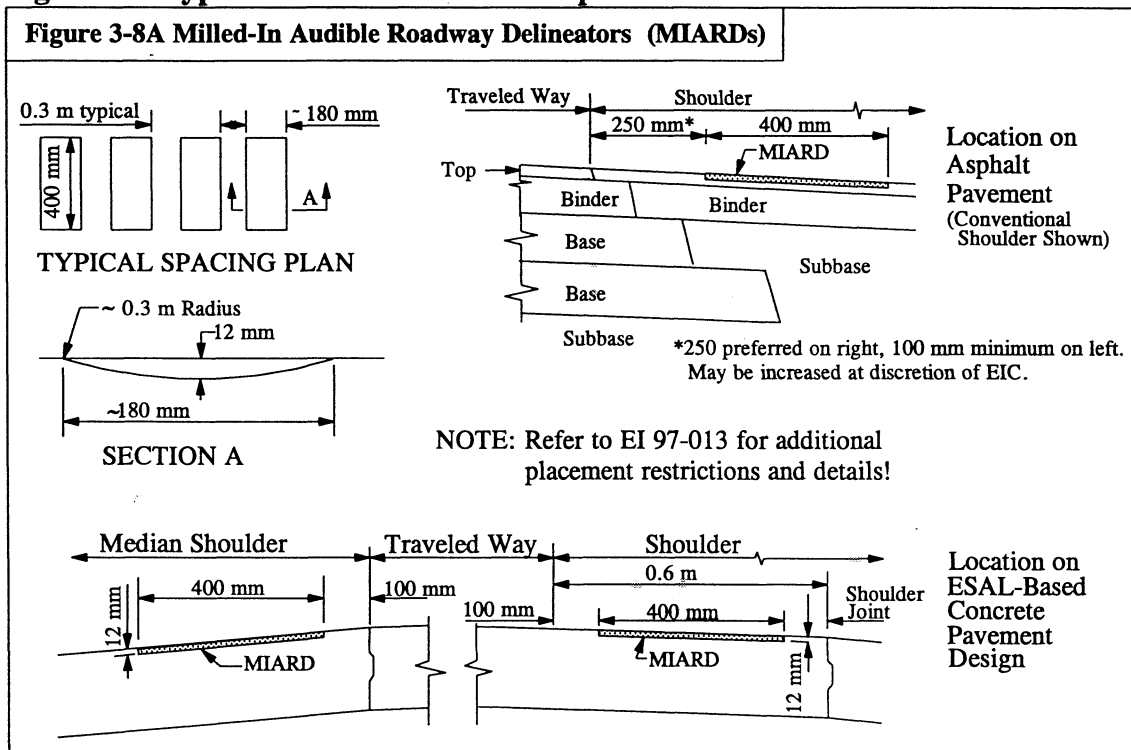 Figure 3-8A Milled-In Audible Roadway Delineators (MIARDs)
0.3 m typical
~ 180 mm
400 mm
A
TYPICAL SPACING PLAN
~ 0.3 m Radius
12 mm
~180 mm
SECTION A
Traveled Way
Shoulder
250 mm*
400 mm
MIARD
Top
Binder
Binder
Base
Subbase
Base
Subbase
Location on
Asphalt
Pavement
(Conventional
Shoulder Shown)
*250 preferred on right, 100 mm minimum on left.
May be increased at discretion of EIC.
NOTE: Refer to EI 97-013 for additional
placement restrictions and details!
Median Shoulder
Traveled Way
Shoulder
400 mm
100 mm
0.6 m
Shoulder
Joint
12 mm
100 mm
400 mm
MIARD
MIARD
12 mm
Location on
ESAL-Based
Concrete
Pavement
Design